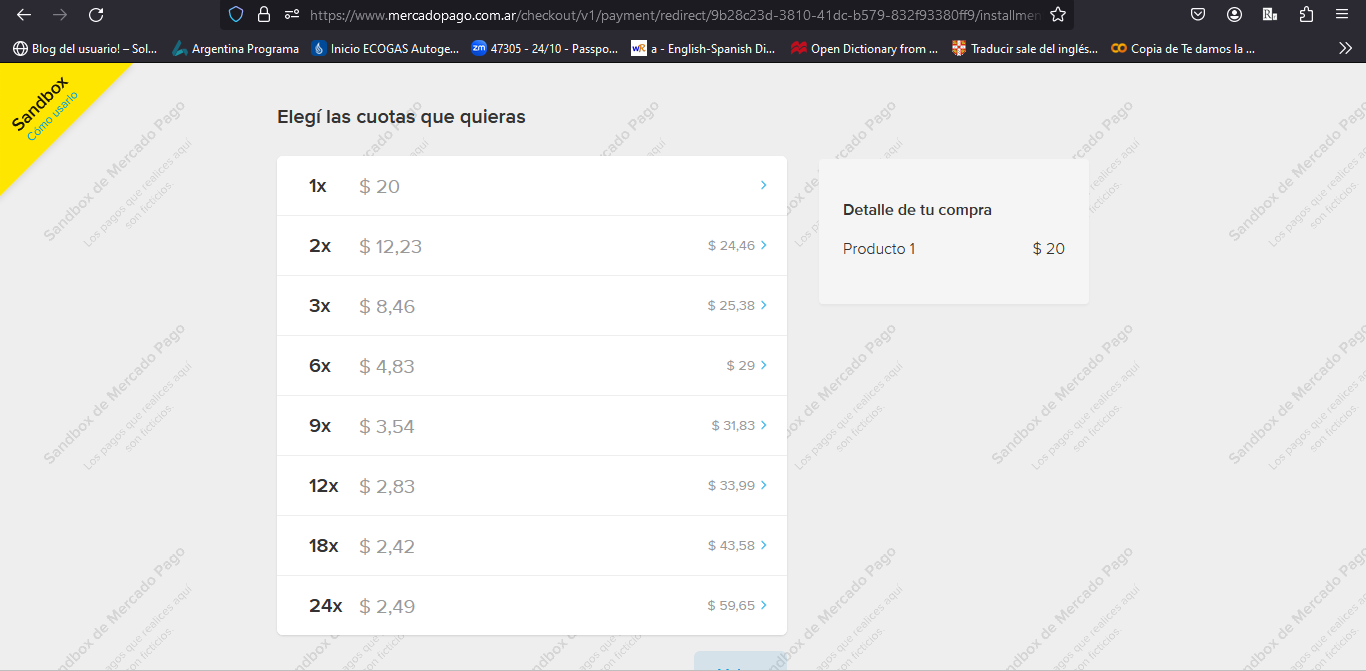 https://www.mercadopago.com.ar/checkout/v1/payment/redirect/9b28c23d-3810-41dc-b579-832f93380ff9/installmen
Blog del usuario! – Sol...
Argentina Programa
Inicio ECOGAS Autoge...
zm
47305 - 24/10 - Passpo...
a - English-Spanish Di...
Open Dictionary from ...
Traducir sale del inglés...
Copia de Te damos la ...
Sandbox
Cómo usarlo
Elegí las cuotas que quieras
1x $ 20
2x $ 12,23 $ 24,46
3x $ 8,46 $ 25,38
6x $ 4,83 $ 29
9x $ 3,54 $ 31,83
12x $ 2,83 $ 33,99
18x $ 2,42 $ 43,58
24x $ 2,49 $ 59,65
Detalle de tu compra
Producto 1 $ 20
Sandbox de Mercado Pago
Los pagos que realices aquí
son ficticios.